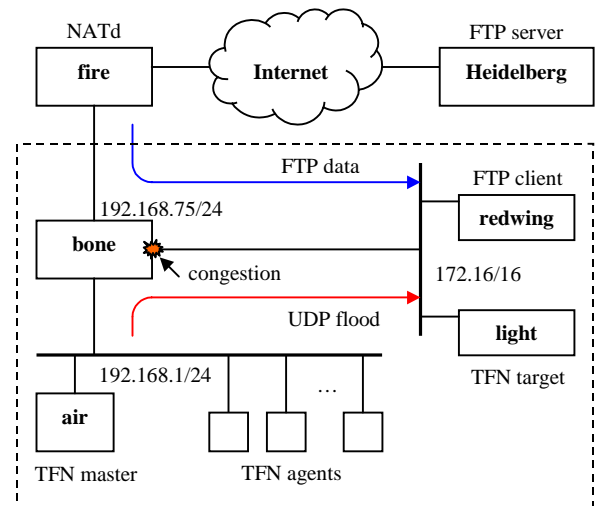 NATd
FTP server
fire
Internet
Heidelberg
FTP data
FTP client
192.168.75/24
redwing
bone
congestion
172.16/16
UDP flood
light
192.168.1/24
TFN target
...
air
TFN master
TFN agents